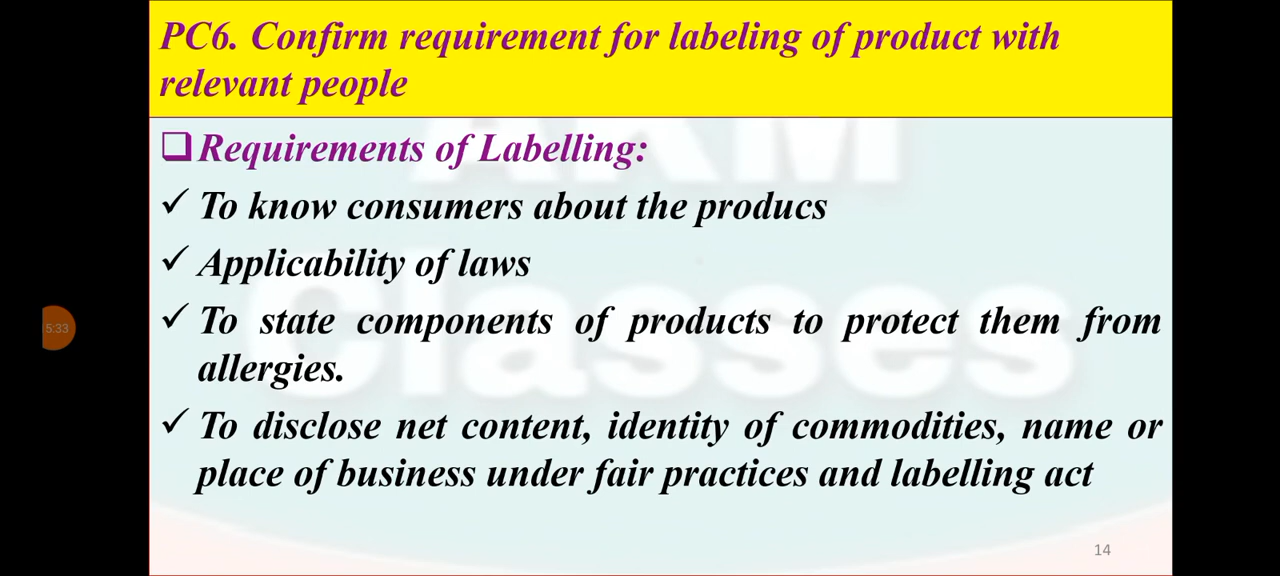 PC6. Confirm requirement for labeling of product with
relevant people
❑Requirements of Labelling:
✓ To know consumers about the producs
✓ Applicability of laws
✓ To state components of products to protect them from
allergies.
✓ To disclose net content, identity of commodities, name or
place of business under fair practices and labelling act
5:33
14
Classes